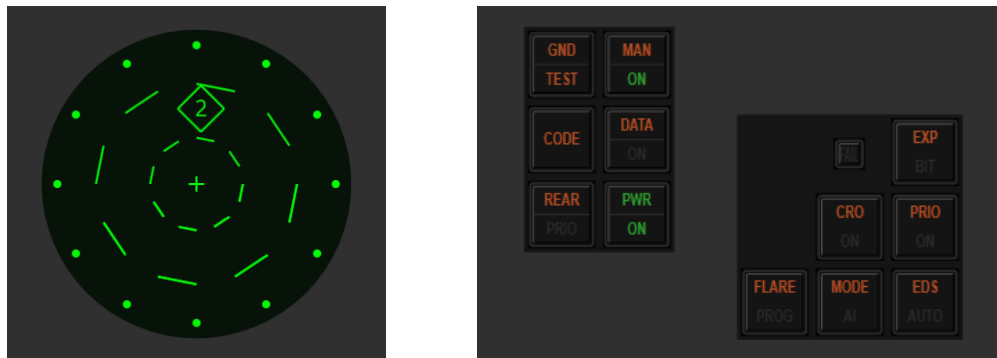 2
GND
TEST
MAN
ON
CODE
DATA
ON
REAR
PRIO
PWR
ON
FAIL
EXP
BIT
CRO
ON
PRIO
ON
FLARE
PROG
MODE
AI
EDS
AUTO